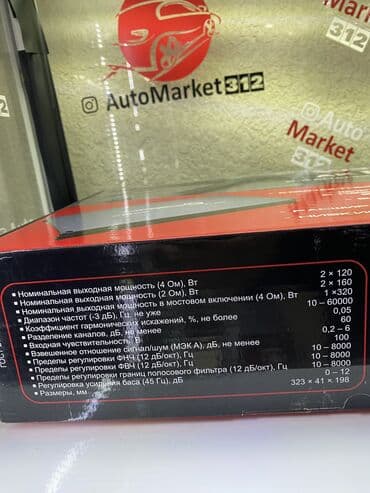 AutoMarket312
Auto
Market
312
• Номинальная выходная мощность (4 Ом), Вт 2 × 120
• Номинальная выходная мощность (2 Ом), Вт 2 × 160
• Номинальная выходная мощность в мостовом включении (4 Ом), Вт 1 ×320
• Диапазон частот (-3 дБ), Гц, не уже 10 – 60000
• Коэффициент гармонических искажений, %, не более 0,05
• Разделение каналов, дБ, не менее 60
• Входная чувствительность, В 0,2 – 6
• Взвешенное отношение сигнал/шум (МЭК А), дБ, не менее 100
• Пределы регулировки ФНЧ (12 дБ/окт), Гц 10 – 8000
• Пределы регулировки ФВЧ (12 дБ/окт), Гц 10 – 8000
• Пределы регулировки границ полосового фильтра (12 дБ/окт), Гц 10 – 8000
• Регулировка усиления баса (45 Гц), дБ 0 – 12
• Размеры, мм 323 × 41 × 198